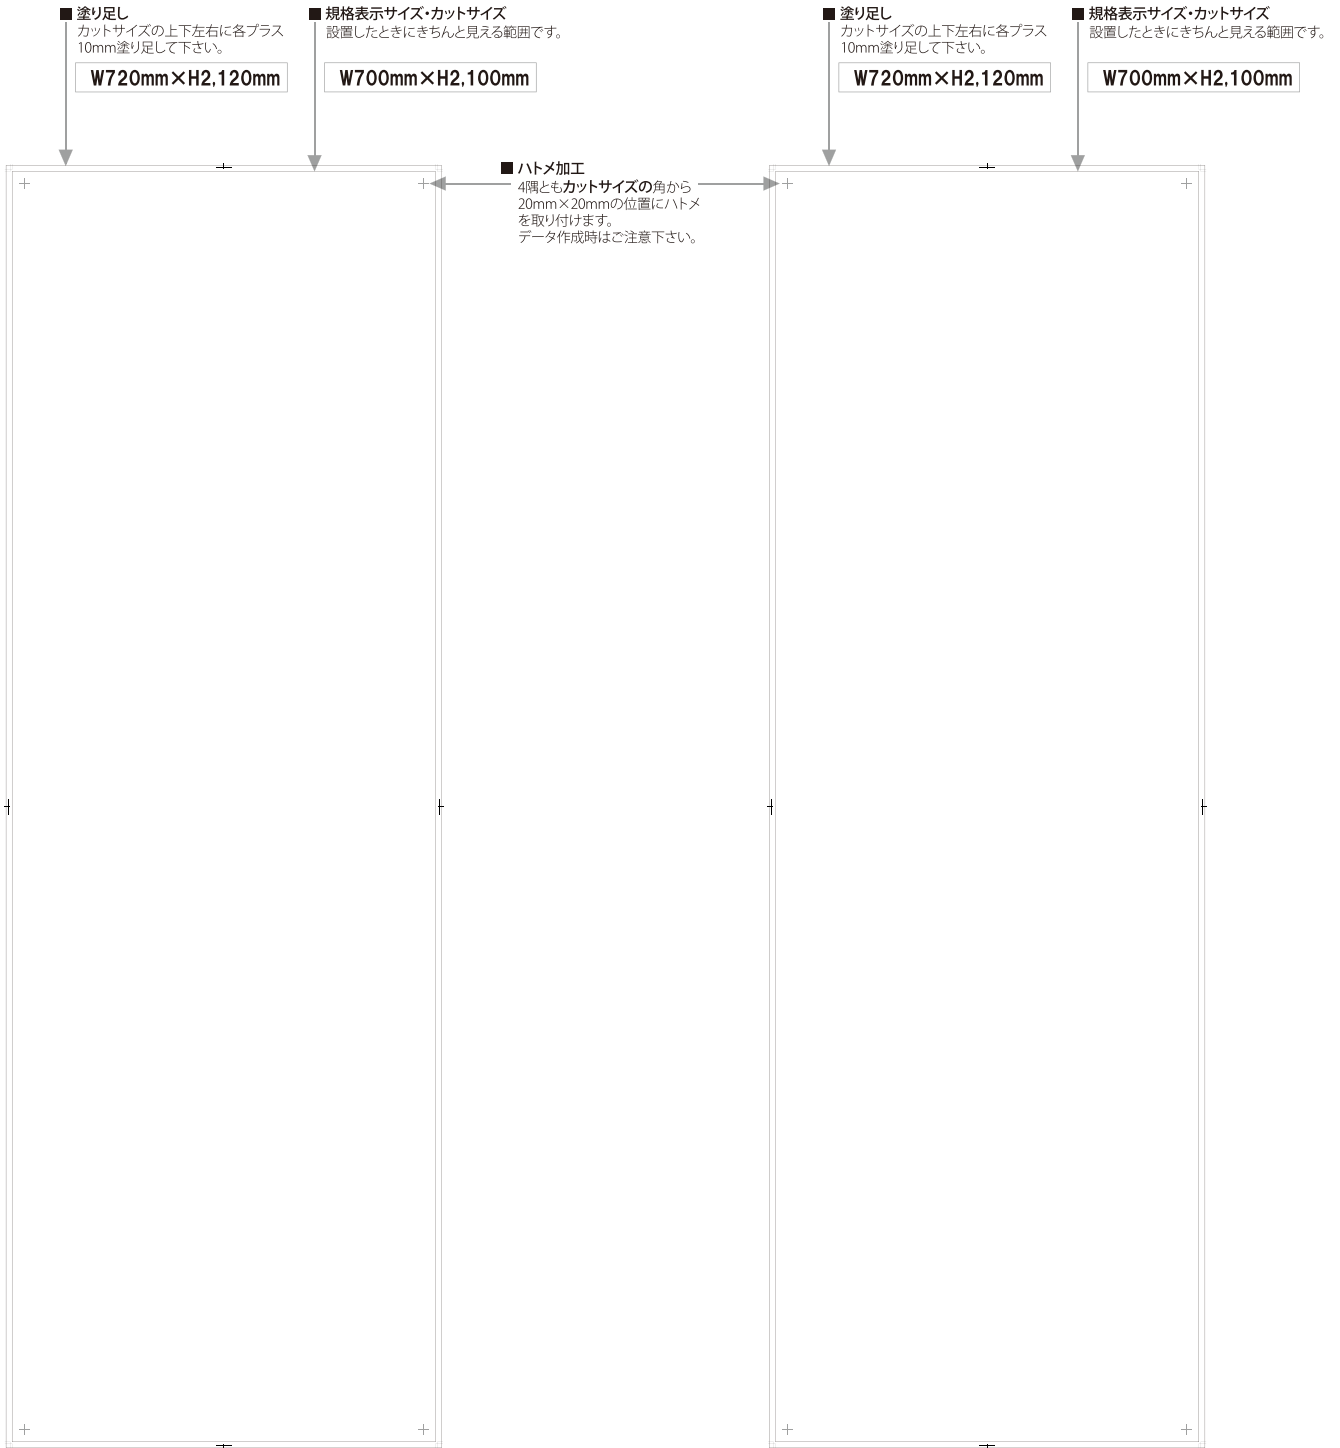 ■ 塗り足し
カットサイズの上下左右に各プラス
10mm塗り足して下さい。
W720mm×H2,120mm
■ 規格表示サイズ・カットサイズ
設置したときにきちんと見える範囲です。
W700mm×H2,100mm
■ ハトメ加工
4隅ともカットサイズの角から
20mm×20mmの位置にハトメ
を取り付けます。
データ作成時はご注意下さい。
■ 塗り足し
カットサイズの上下左右に各プラス
10mm塗り足して下さい。
W720mm×H2,120mm
■ 規格表示サイズ・カットサイズ
設置したときにきちんと見える範囲です。
W700mm×H2,100mm